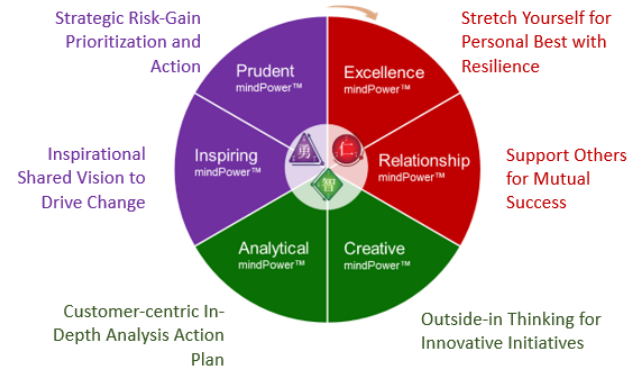 Strategic Risk-Gain
Prioritization and
Action
Stretch Yourself for
Personal Best with
Resilience
Prudent
mindPower™
Excellence
mindPower™
Inspirational
Shared Vision to
Drive Change
Inspiring
mindPower™
勇
仁
智
Relationship
mindPower™
Support Others
for Mutual
Success
Analytical
mindPower™
Creative
mindPower™
Customer-centric In-
Depth Analysis Action
Plan
Outside-in Thinking for
Innovative Initiatives